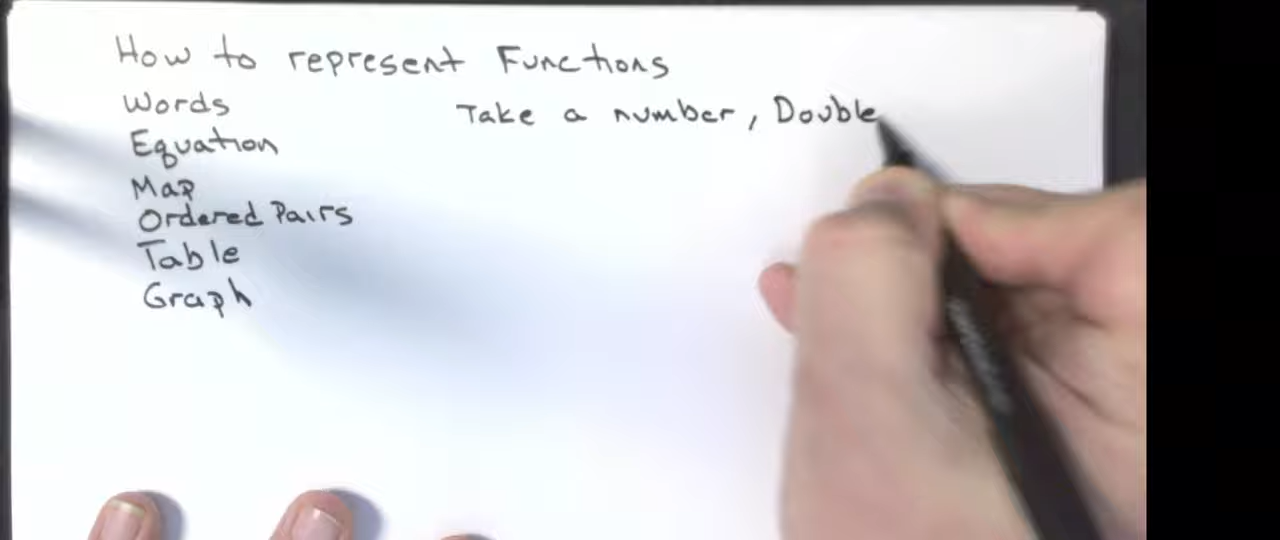 How to represent Functions
Words
Take a number, Double
Equation
Map
Ordered Pairs
Table
Graph